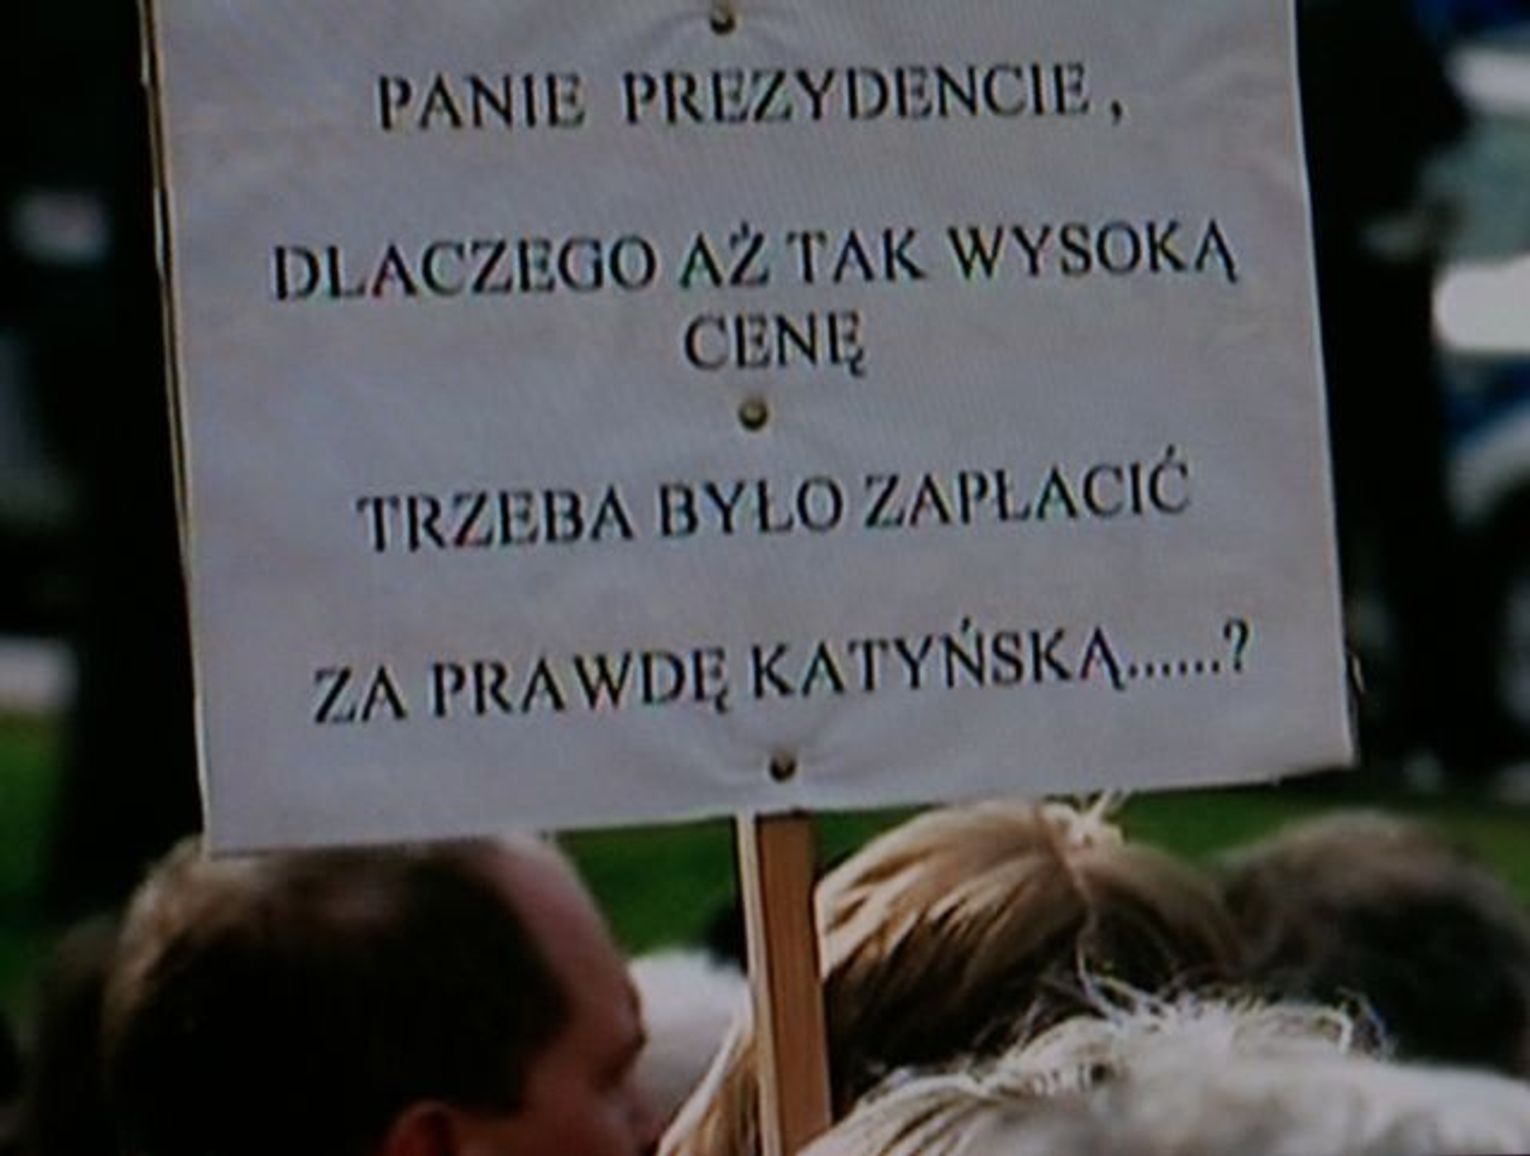 PANIE PREZYDENCIE,
DLACZEGO AŻ TAK WYSOKĄ
CENĘ
TRZEBA BYŁO ZAPŁACIĆ
ZA PRAWDĘ KATYŃSKĄ......?